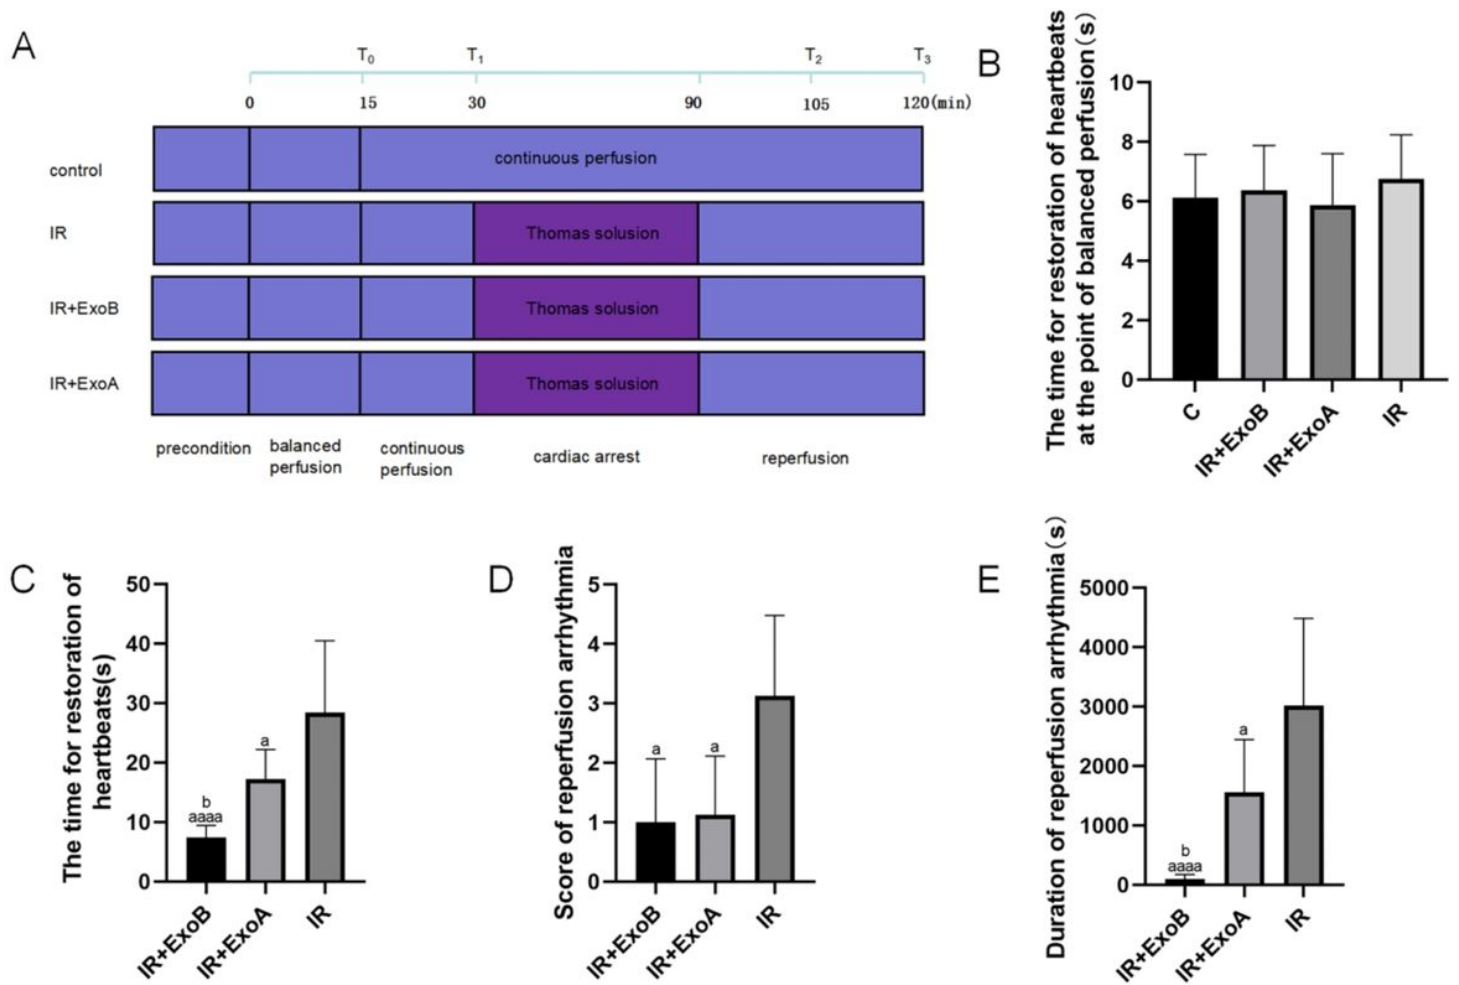 A
T0 T1 T2 T3
0 15 30 90 105 120(min)
control
continuous perfusion
IR
Thomas solusion
IR+ExoB
Thomas solusion
IR+ExoA
Thomas solusion
precondition
balanced
perfusion
continuous
perfusion
cardiac arrest
reperfusion
B
The time for restoration of heartbeats
at the point of balanced perfusion(s)
10
8
6
4
2
0
C
IR+ExoB
IR+ExoA
IR
C
The time for restoration of
heartbeats(s)
50
40
30
20
10
0
b
aaaa
a
IR+ExoB
IR+ExoA
IR
D
Score of reperfusion arrhythmia
5
4
3
2
1
0
a
a
IR+ExoB
IR+ExoA
IR
E
Duration of reperfusion arrhythmia(s)
5000
4000
3000
2000
1000
0
b
aaaa
a
IR+ExoB
IR+ExoA
IR